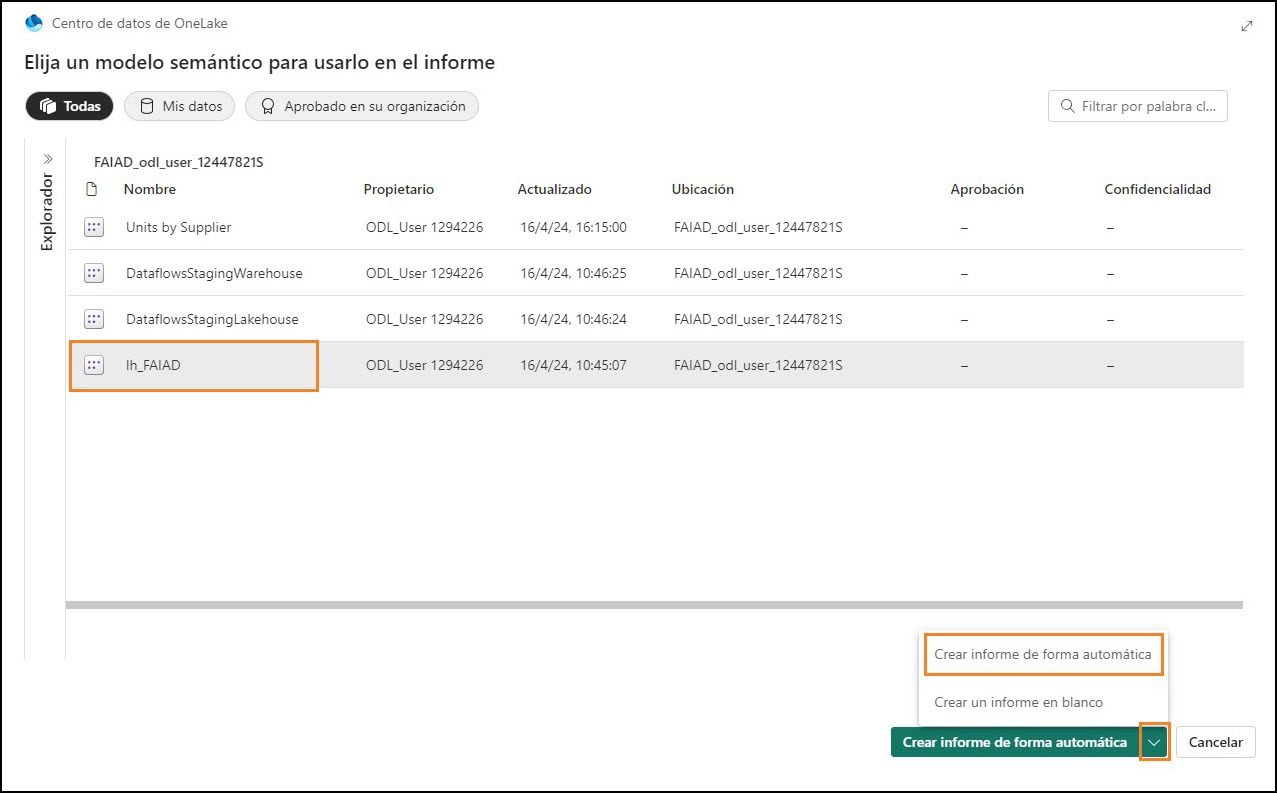 Centro de datos de OneLake
Elija un modelo semántico para usarlo en el informe
Todas Mis datos Aprobado en su organización Filtrar por palabra cl...
Explorador
FAIAD_odl_user_12447821S
Nombre Propietario Actualizado Ubicación Aprobación Confidencialidad
Units by Supplier ODL_User 1294226 16/4/24, 16:15:00 FAIAD_odl_user_12447821S – –
DataflowsStagingWarehouse ODL_User 1294226 16/4/24, 10:46:25 FAIAD_odl_user_12447821S – –
DataflowsStagingLakehouse ODL_User 1294226 16/4/24, 10:46:24 FAIAD_odl_user_12447821S – –
lh_FAIAD ODL_User 1294226 16/4/24, 10:45:07 FAIAD_odl_user_12447821S – –
Crear informe de forma automática
Crear un informe en blanco
Crear informe de forma automática Cancelar